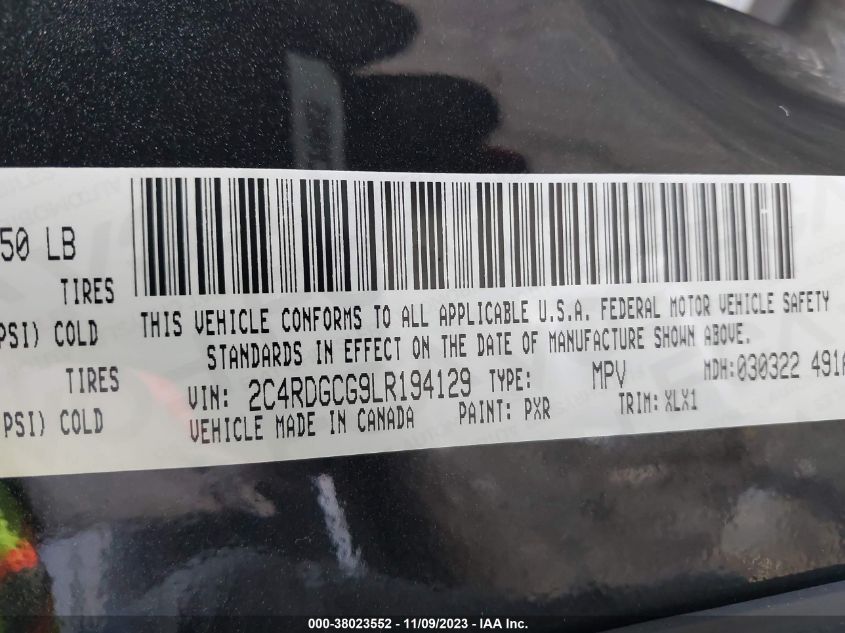 50 LB
TIRES
PSI) COLD
TIRES
PSI) COLD
THIS VEHICLE CONFORMS TO ALL APPLICABLE U.S.A. FEDERAL MOTOR VEHICLE SAFETY
STANDARDS IN EFFECT ON THE DATE OF MANUFACTURE SHOWN ABOVE.
VIN: 2C4RDGCG9LR194129 TYPE: MPV MDH:030322 491A
VEHICLE MADE IN CANADA PAINT: PXR TRIM: XLX1
000-38023552 - 11/09/2023 - IAA Inc.